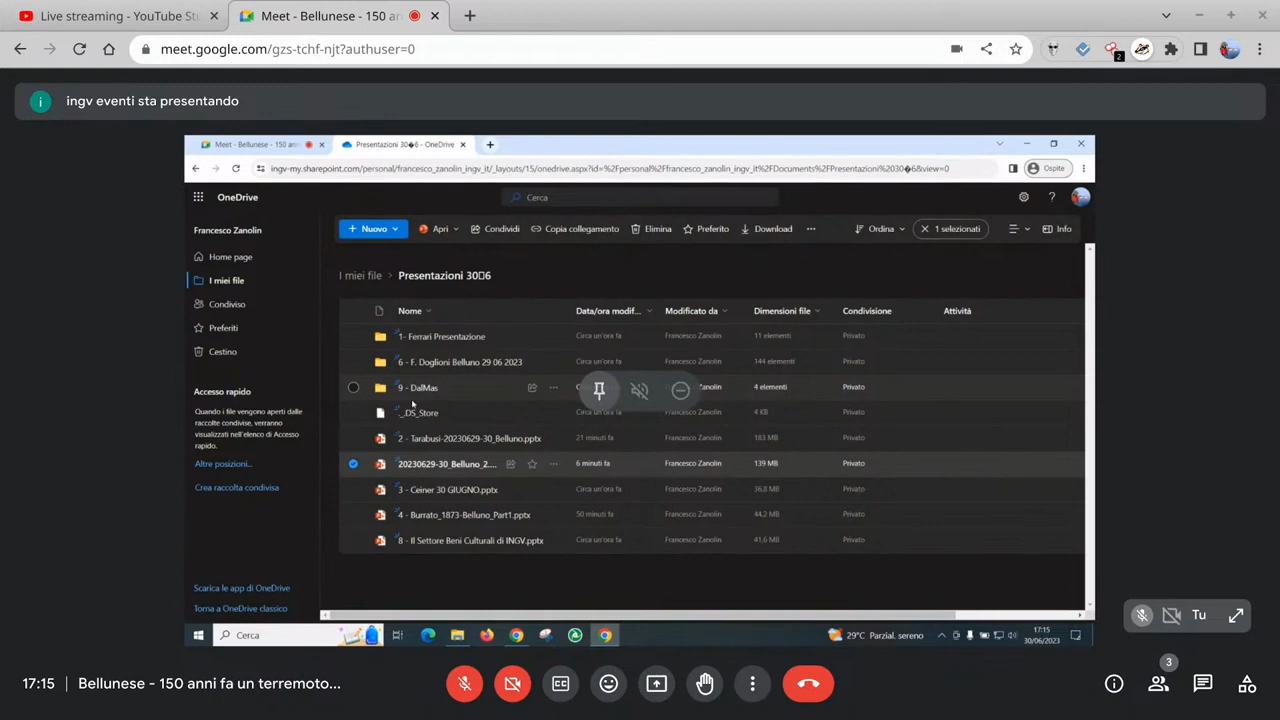 Live streaming - YouTube St
Meet - Bellunese - 150 an
meet.google.com/gzs-tchf-njt?authuser=0
2
i
ingv eventi sta presentando
Meet - Bellunese - 150 ann
Presentazioni 30�6 - OneDrive
ingv-my.sharepoint.com/personal/francesco_zanolin_ingv_it/_layouts/15/onedrive.aspx?id=%2Fpersonal%2Ffrancesco_zanolin_ingv_it%2FDocuments%2FPresentazioni%2030�6&view=0
Ospite
OneDrive
Cerca
Francesco Zanolin
Nuovo
Apri
Condividi
Copia collegamento
Elimina
Preferito
Download
Ordina
1 selezionati
Info
Home page
I miei file
Condiviso
Preferiti
Cestino
Accesso rapido
Quando i file vengono aperti dalle
raccolte condivise, verranno
visualizzati nell'elenco di Accesso
rapido.
Altre posizioni...
Crea raccolta condivisa
Scarica le app di OneDrive
Torna a OneDrive classico
I miei file > Presentazioni 30�6
Nome Data/ora modif... Modificato da Dimensioni file Condivisione Attività
1- Ferrari Presentazione Circa un'ora fa Francesco Zanolin 11 elementi Privato
6 - F. Doglioni Belluno 29 06 2023 Circa un'ora fa Francesco Zanolin 144 elementi Privato
9 - DalMas 4 elementi Privato
._.DS_Store Circa un'ora fa Francesco Zanolin 4 KB Privato
2 - Tarabusi-20230629-30_Belluno.pptx 21 minuti fa Francesco Zanolin 183 MB Privato
20230629-30_Belluno_2.... 6 minuti fa Francesco Zanolin 139 MB Privato
3 - Ceiner 30 GIUGNO.pptx Circa un'ora fa Francesco Zanolin 36,8 MB Privato
4 - Burrato_1873-Belluno_Part1.pptx 50 minuti fa Francesco Zanolin 44,2 MB Privato
8 - Il Settore Beni Culturali di INGV.pptx Circa un'ora fa Francesco Zanolin 41,6 MB Privato
Cerca
29°C Parzial. sereno
17:15
30/06/2023
Tu
17:15 | Bellunese - 150 anni fa un terremoto...
3